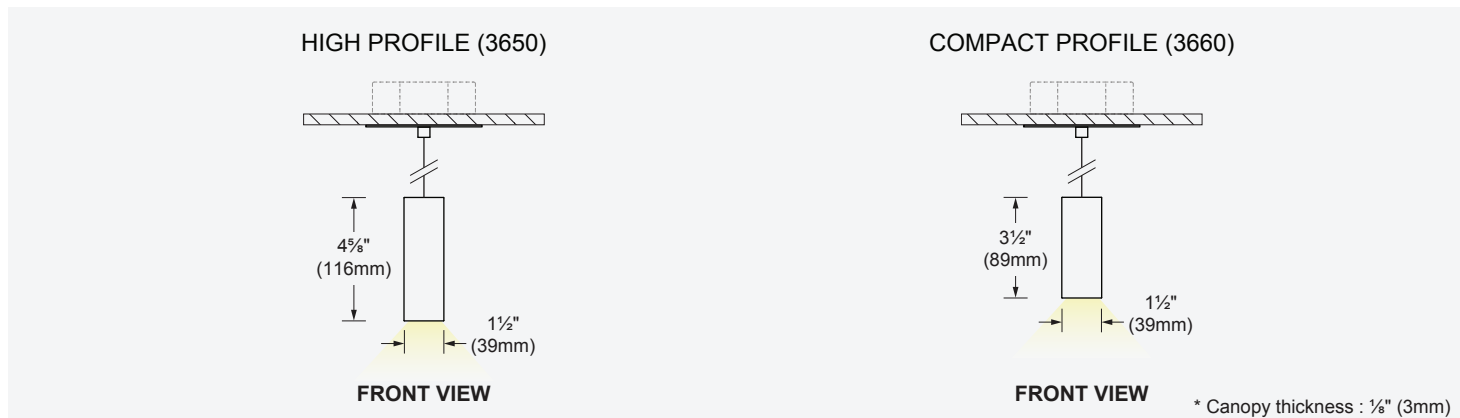 HIGH PROFILE (3650)
4⅝"
(116mm)
1½"
(39mm)
FRONT VIEW
COMPACT PROFILE (3660)
3½"
(89mm)
1½"
(39mm)
FRONT VIEW
* Canopy thickness : ⅛" (3mm)